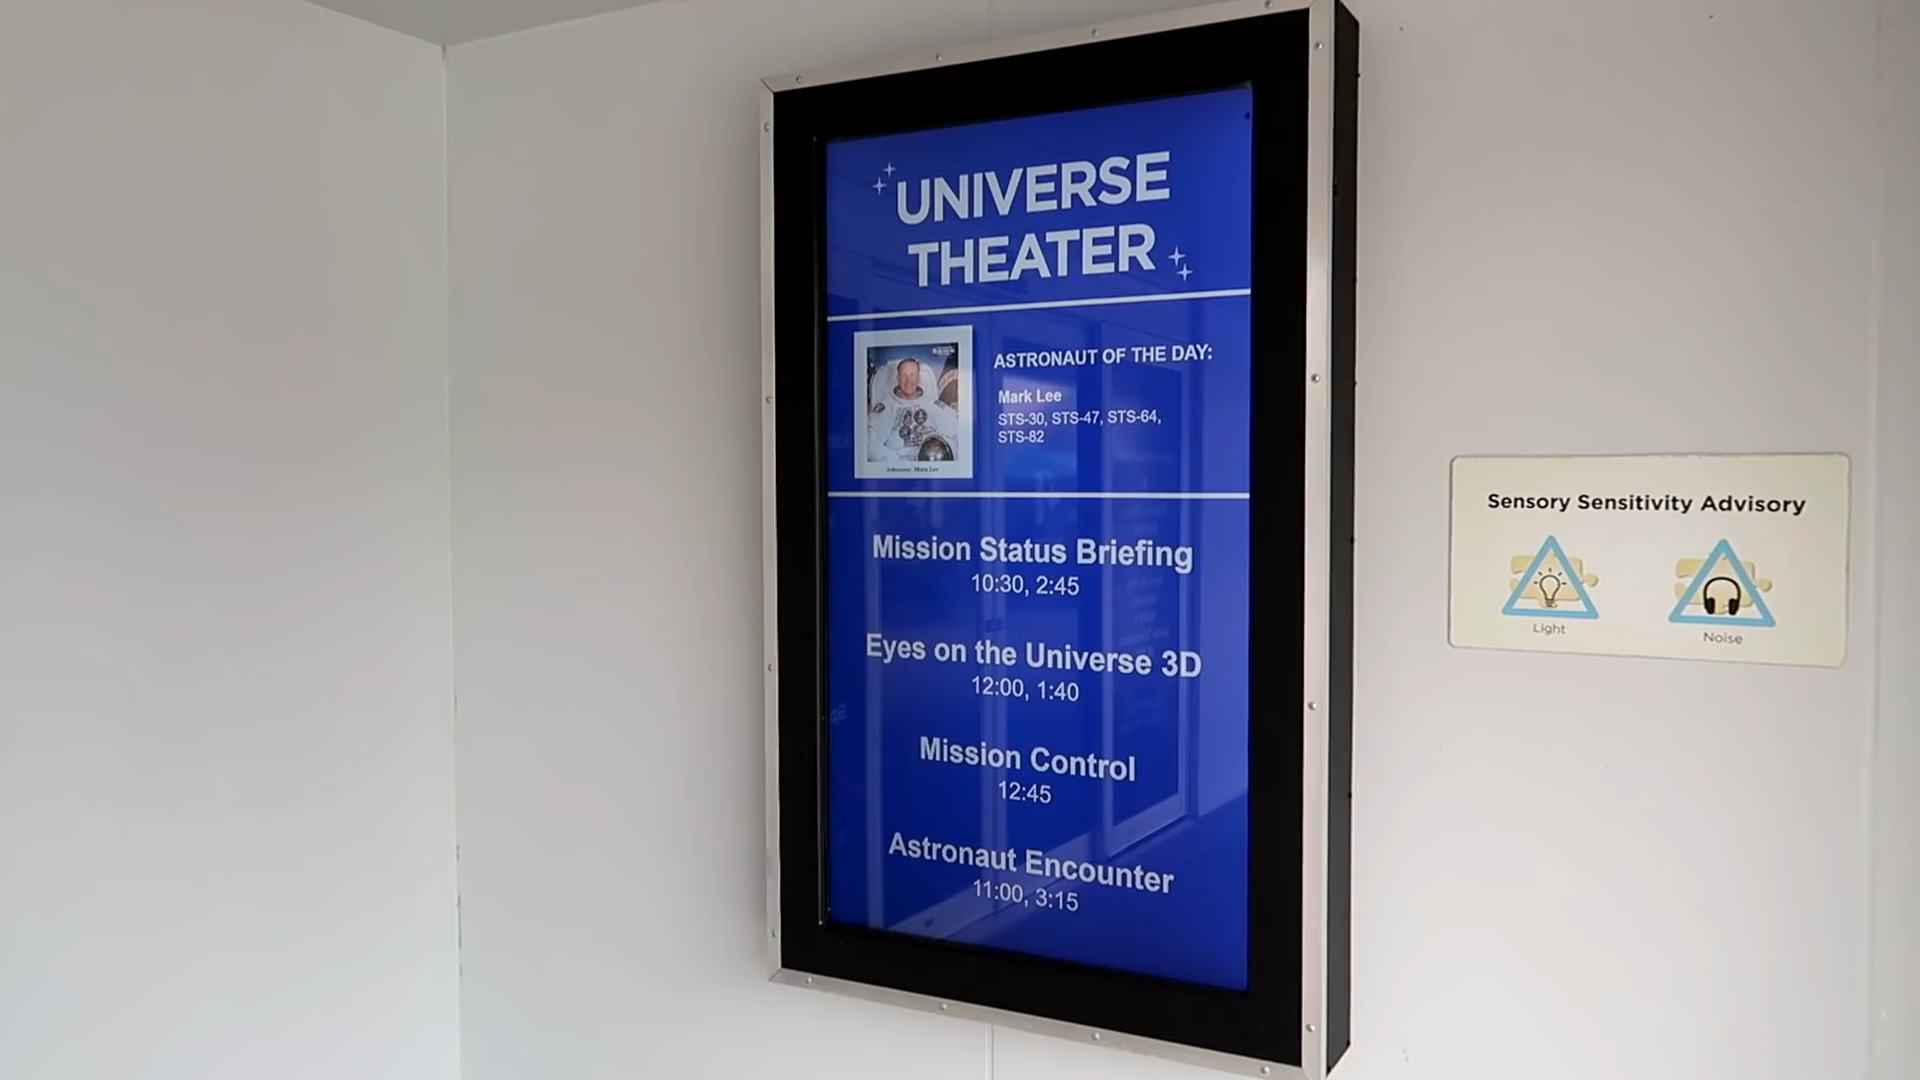 UNIVERSE
THEATER
ASTRONAUT OF THE DAY:
Mark Lee
STS-30, STS-47, STS-64,
STS-82
Mark Lee
Mission Status Briefing
10:30, 2:45
Eyes on the Universe 3D
12:00, 1:40
Mission Control
12:45
Astronaut Encounter
11:00, 3:15
Sensory Sensitivity Advisory
Light
Noise